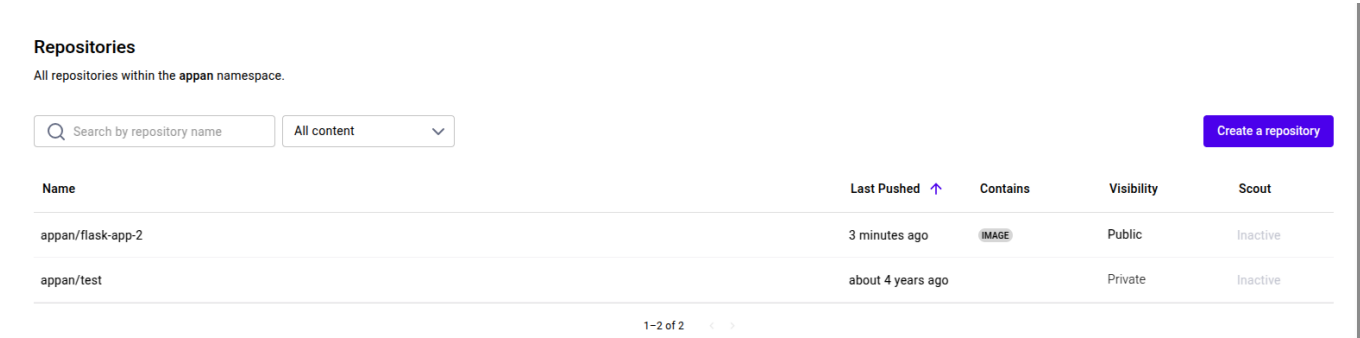 Repositories
All repositories within the appan namespace.
Search by repository name
All content
Create a repository
Name Last Pushed Contains Visibility Scout
appan/flask-app-2 3 minutes ago IMAGE Public Inactive
appan/test about 4 years ago Private Inactive
1–2 of 2